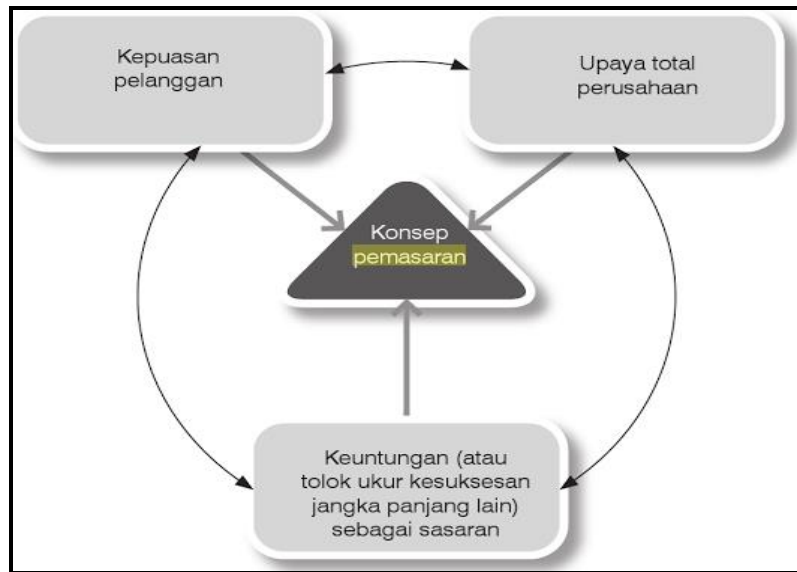 Kepuasan
pelanggan
Upaya total
perusahaan
Konsep
pemasaran
Keuntungan (atau
tolok ukur kesuksesan
jangka panjang lain)
sebagai sasaran